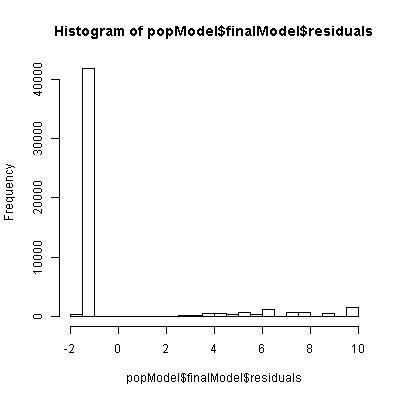 Histogram of popModel$finalModel$residuals
Frequency
40000
30000
20000
10000
0
-2 0 2 4 6 8 10
popModel$finalModel$residuals